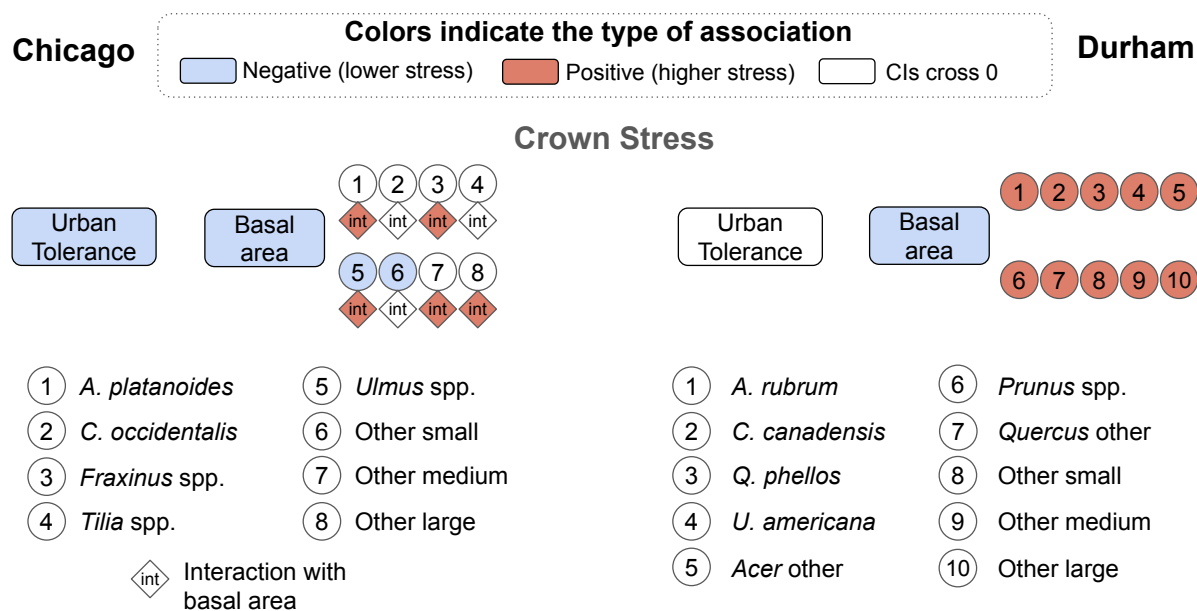 Chicago
Colors indicate the type of association
Durham
Negative (lower stress)
Positive (higher stress)
CIs cross 0
Crown Stress
Urban
Tolerance
Basal
area
1 2 3 4
int int int int
5 6 7 8
int int int int
Urban
Tolerance
Basal
area
1 2 3 4 5
6 7 8 9 10
1 A. platanoides
2 C. occidentalis
3 Fraxinus spp.
4 Tilia spp.
5 Ulmus spp.
6 Other small
7 Other medium
8 Other large
int Interaction with
basal area
1 A. rubrum
2 C. canadensis
3 Q. phellos
4 U. americana
5 Acer other
6 Prunus spp.
7 Quercus other
8 Other small
9 Other medium
10 Other large